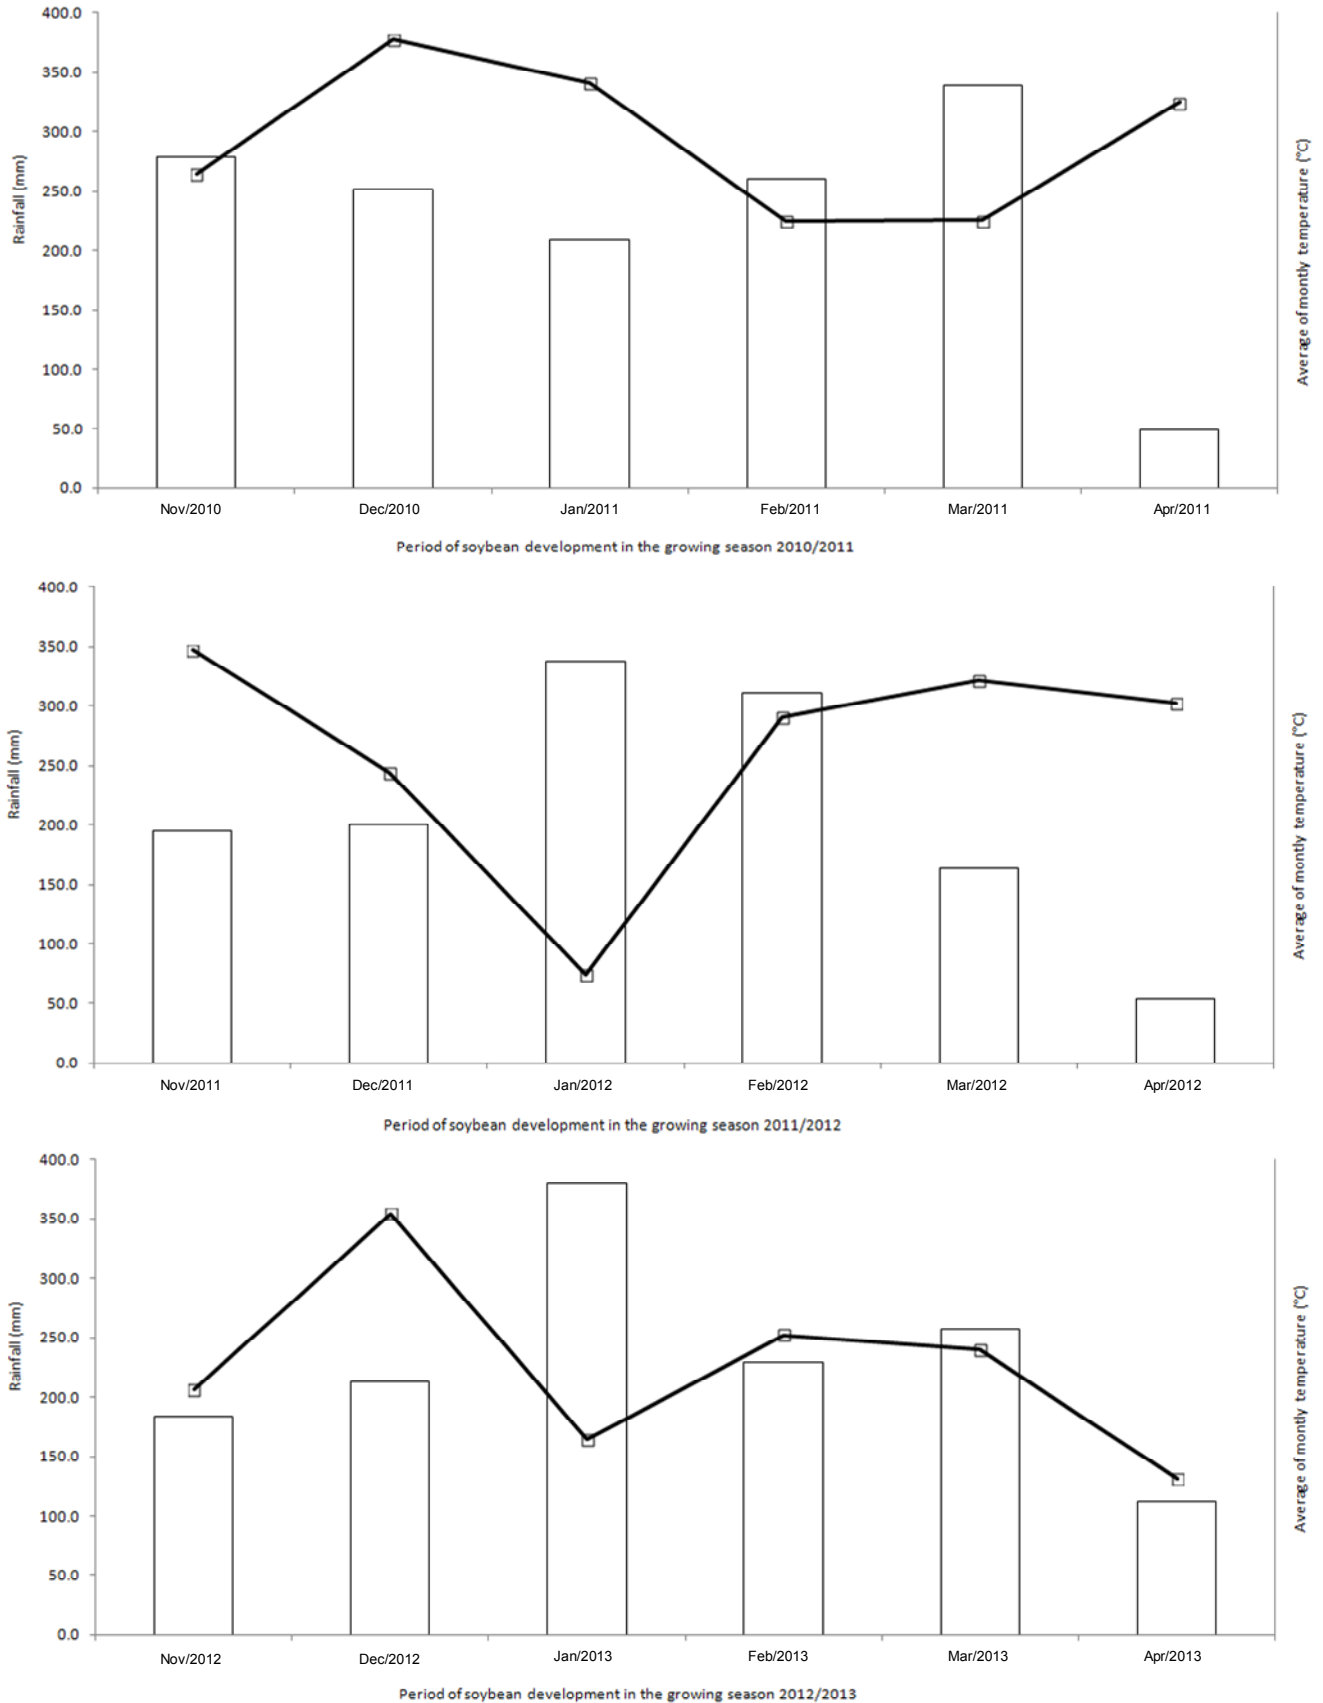 400.0
350.0
300.0
250.0
200.0
150.0
100.0
50.0
0.0
Rainfall (mm)
Average of montly temperature (°C)
Nov/2010 Dec/2010 Jan/2011 Feb/2011 Mar/2011 Apr/2011
Period of soybean development in the growing season 2010/2011
400.0
350.0
300.0
250.0
200.0
150.0
100.0
50.0
0.0
Rainfall (mm)
Average of montly temperature (°C)
Nov/2011 Dec/2011 Jan/2012 Feb/2012 Mar/2012 Apr/2012
Period of soybean development in the growing season 2011/2012
400.0
350.0
300.0
250.0
200.0
150.0
100.0
50.0
0.0
Rainfall (mm)
Average of montly temperature (°C)
Nov/2012 Dec/2012 Jan/2013 Feb/2013 Mar/2013 Apr/2013
Period of soybean development in the growing season 2012/2013